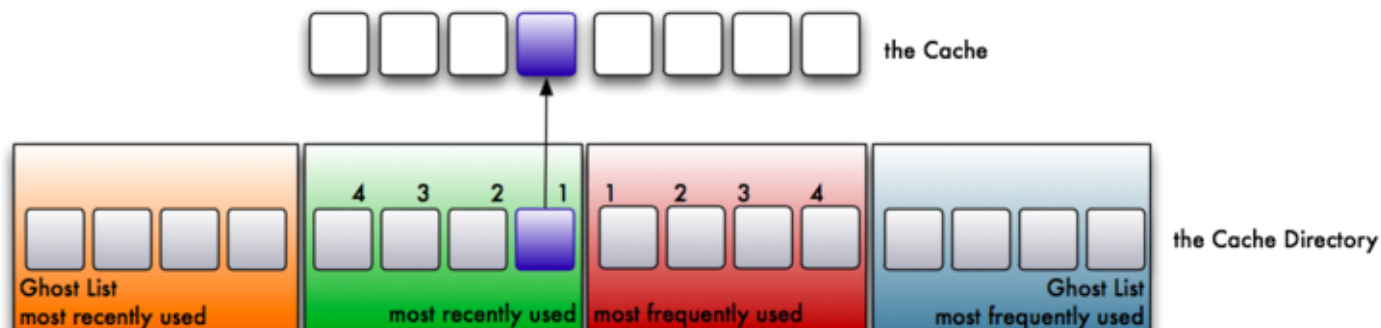 the Cache
4 3 2 1 1 2 3 4
the Cache Directory
Ghost List
most recently used
most recently used
most frequently used
Ghost List
most frequently used